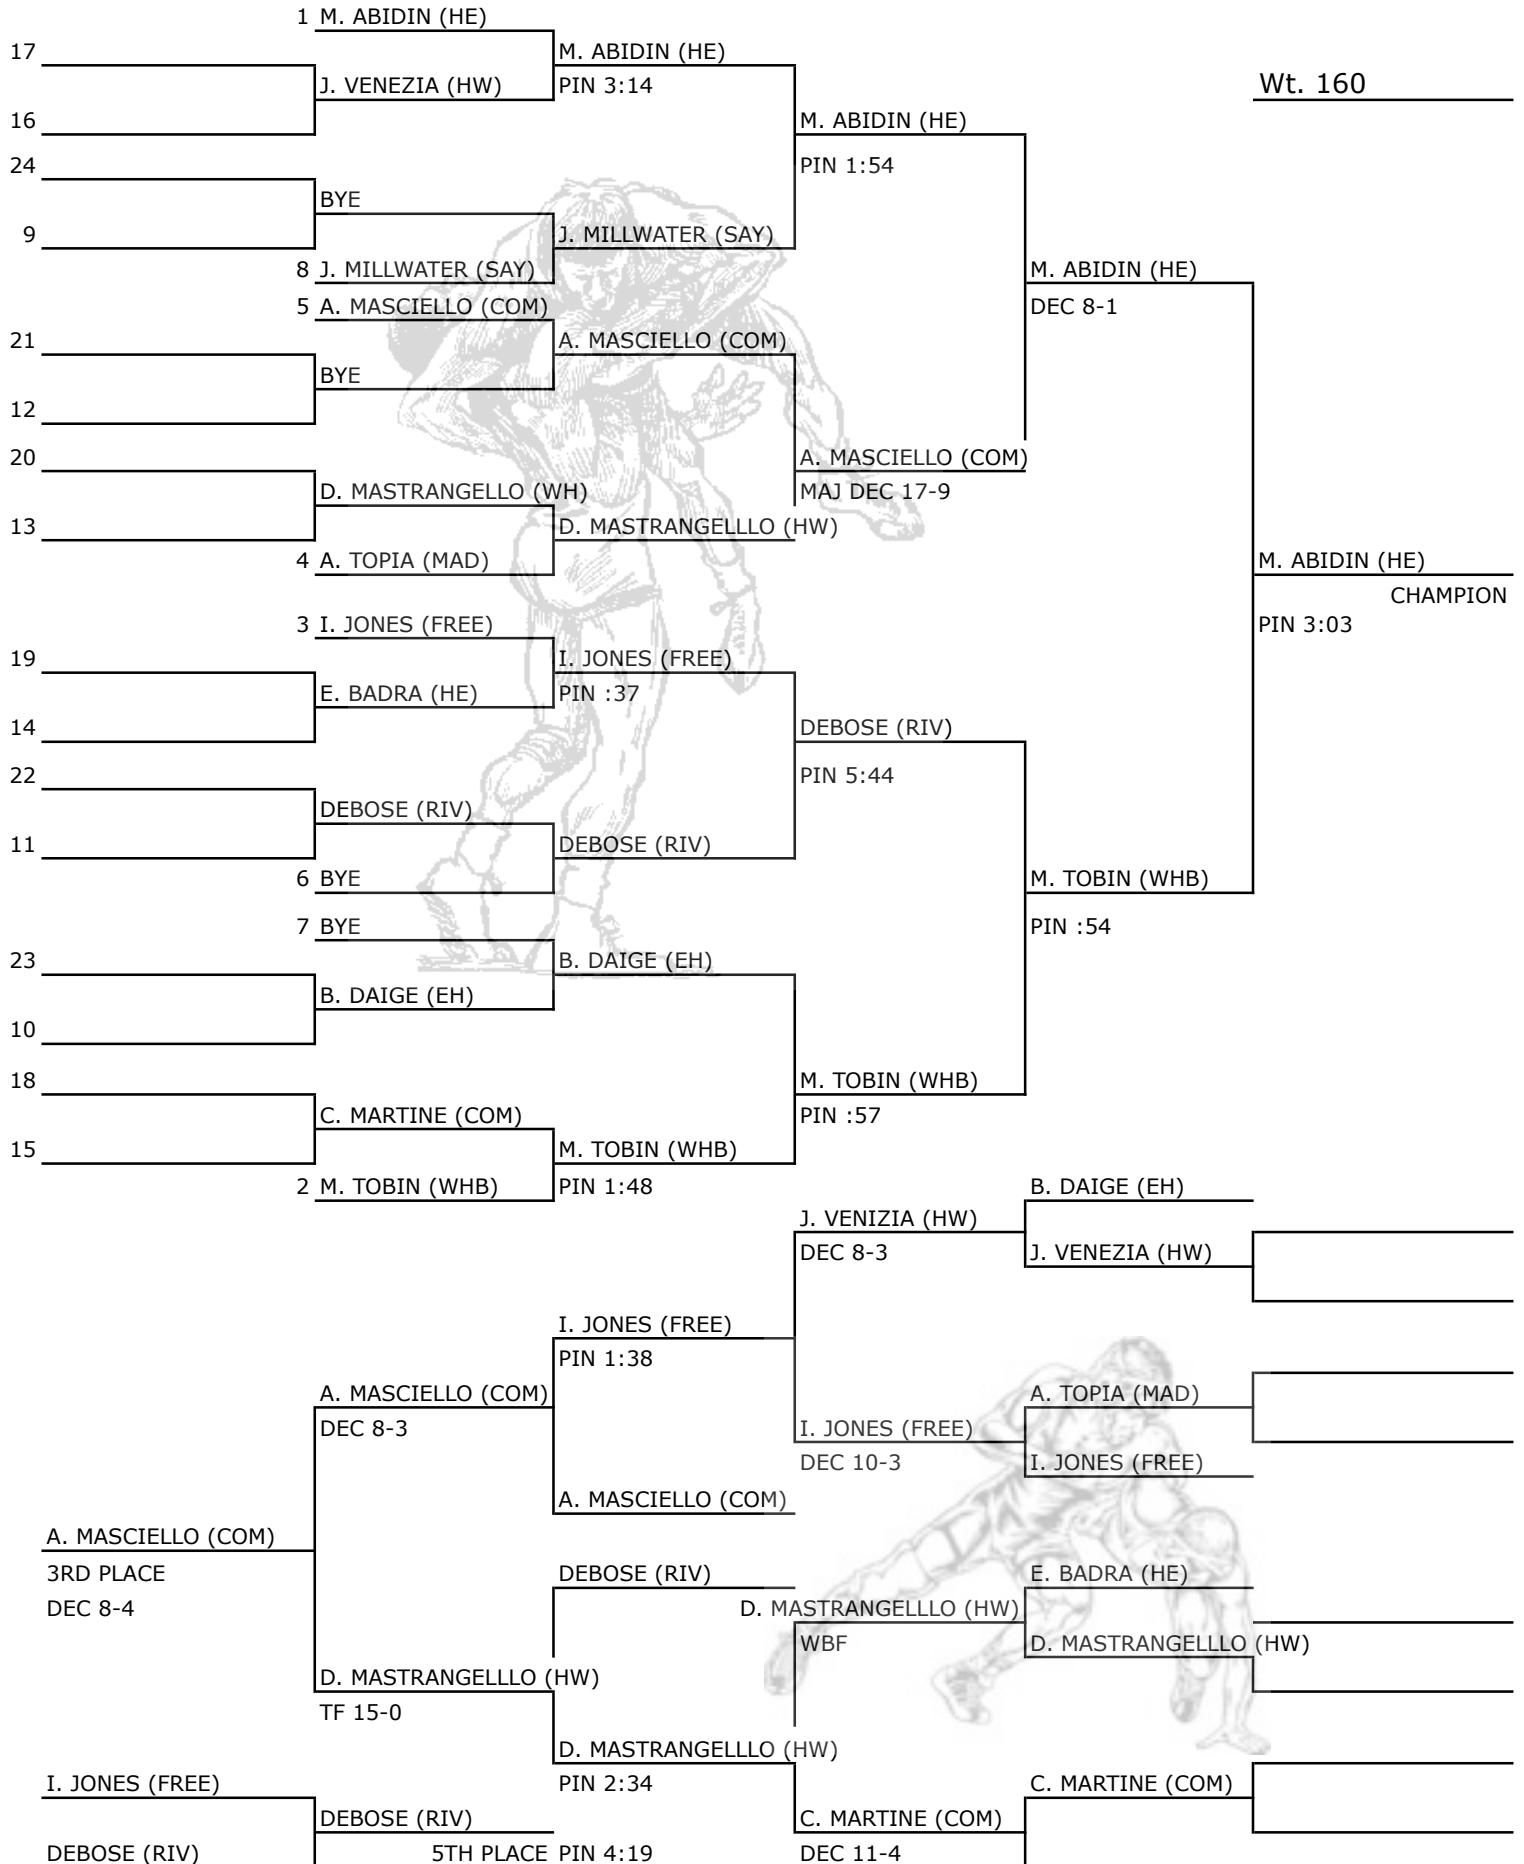 1 M. ABIDIN (HE)
17 M. ABIDIN (HE)
J. VENEZIA (HW) PIN 3:14 Wt. 160
16 M. ABIDIN (HE)
24 PIN 1:54
BYE
9 J. MILLWATER (SAY)
8 J. MILLWATER (SAY) M. ABIDIN (HE)
5 A. MASCIELLO (COM) DEC 8-1
21 A. MASCIELLO (COM)
BYE
12
20 A. MASCIELLO (COM)
D. MASTRANGELLO (WH) MAJ DEC 17-9
13 D. MASTRANGELLLO (HW)
4 A. TOPIA (MAD) M. ABIDIN (HE)
CHAMPION
3 I. JONES (FREE) PIN 3:03
19 I. JONES (FREE)
E. BADRA (HE) PIN :37
14 DEBOSE (RIV)
22 PIN 5:44
DEBOSE (RIV)
11 DEBOSE (RIV)
6 BYE M. TOBIN (WHB)
7 BYE PIN :54
23 B. DAIGE (EH)
B. DAIGE (EH)
10
18 M. TOBIN (WHB)
C. MARTINE (COM) PIN :57
15 M. TOBIN (WHB)
2 M. TOBIN (WHB) PIN 1:48 B. DAIGE (EH)
J. VENIZIA (HW)
DEC 8-3 J. VENEZIA (HW)
I. JONES (FREE)
PIN 1:38
A. MASCIELLO (COM) A. TOPIA (MAD)
DEC 8-3 I. JONES (FREE)
DEC 10-3 I. JONES (FREE)
A. MASCIELLO (COM)
A. MASCIELLO (COM)
3RD PLACE DEBOSE (RIV) E. BADRA (HE)
DEC 8-4 D. MASTRANGELLLO (HW)
WBF D. MASTRANGELLLO (HW)
D. MASTRANGELLLO (HW)
TF 15-0
D. MASTRANGELLLO (HW)
I. JONES (FREE) PIN 2:34 C. MARTINE (COM)
DEBOSE (RIV) C. MARTINE (COM)
DEBOSE (RIV) 5TH PLACE PIN 4:19 DEC 11-4